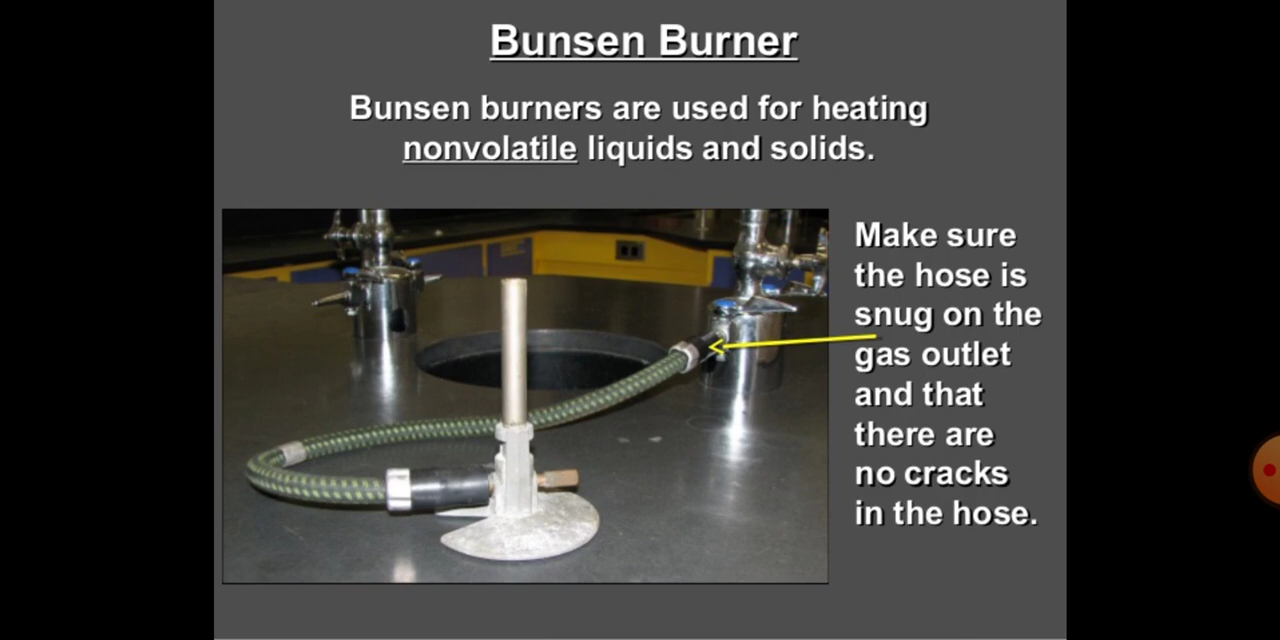 Bunsen Burner
Bunsen burners are used for heating
nonvolatile liquids and solids.
Make sure
the hose is
snug on the
gas outlet
and that
there are
no cracks
in the hose.